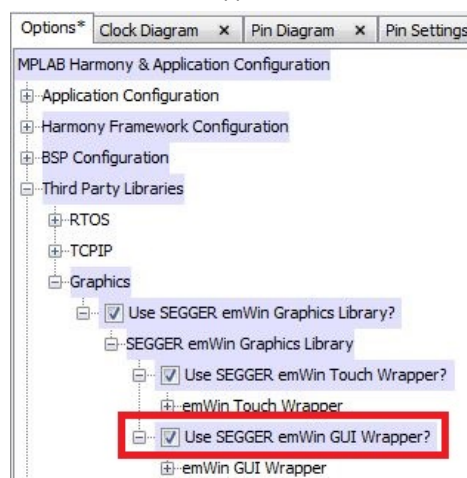 Options* Clock Diagram x Pin Diagram x Pin Settings
MPLAB Harmony & Application Configuration
Application Configuration
Harmony Framework Configuration
BSP Configuration
Third Party Libraries
RTOS
TCPIP
Graphics
Use SEGGER emWin Graphics Library?
SEGGER emWin Graphics Library
Use SEGGER emWin Touch Wrapper?
emWin Touch Wrapper
Use SEGGER emWin GUI Wrapper?
emWin GUI Wrapper